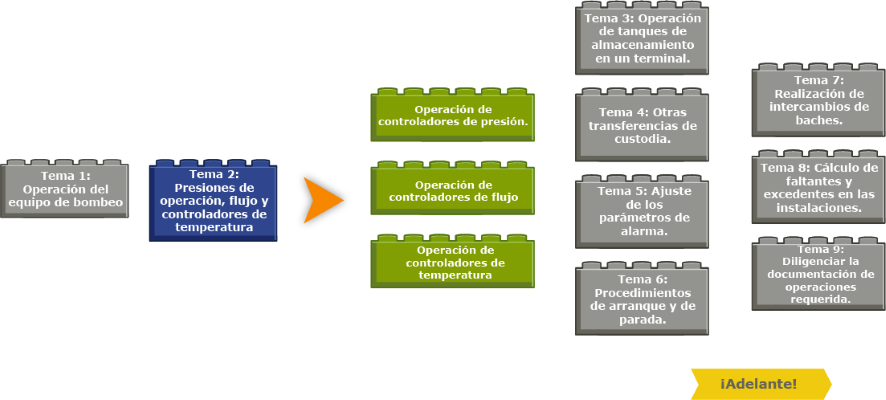 Tema 1:
Operación del
equipo de bombeo
Tema 2:
Presiones de
operación, flujo y
controladores de
temperatura
Operación de
controladores de presión.
Operación de
controladores de flujo
Operación de
controladores de
temperatura
Tema 3: Operación
de tanques de
almacenamiento
en un terminal.
Tema 4: Otras
transferencias de
custodia.
Tema 5: Ajuste
de los
parámetros de
alarma.
Tema 6:
Procedimientos
de arranque y de
parada.
Tema 7:
Realización de
intercambios de
baches.
Tema 8: Cálculo de
faltantes y
excedentes en las
instalaciones.
Tema 9:
Diligenciar la
documentación de
operaciones
requerida.
¡Adelante!